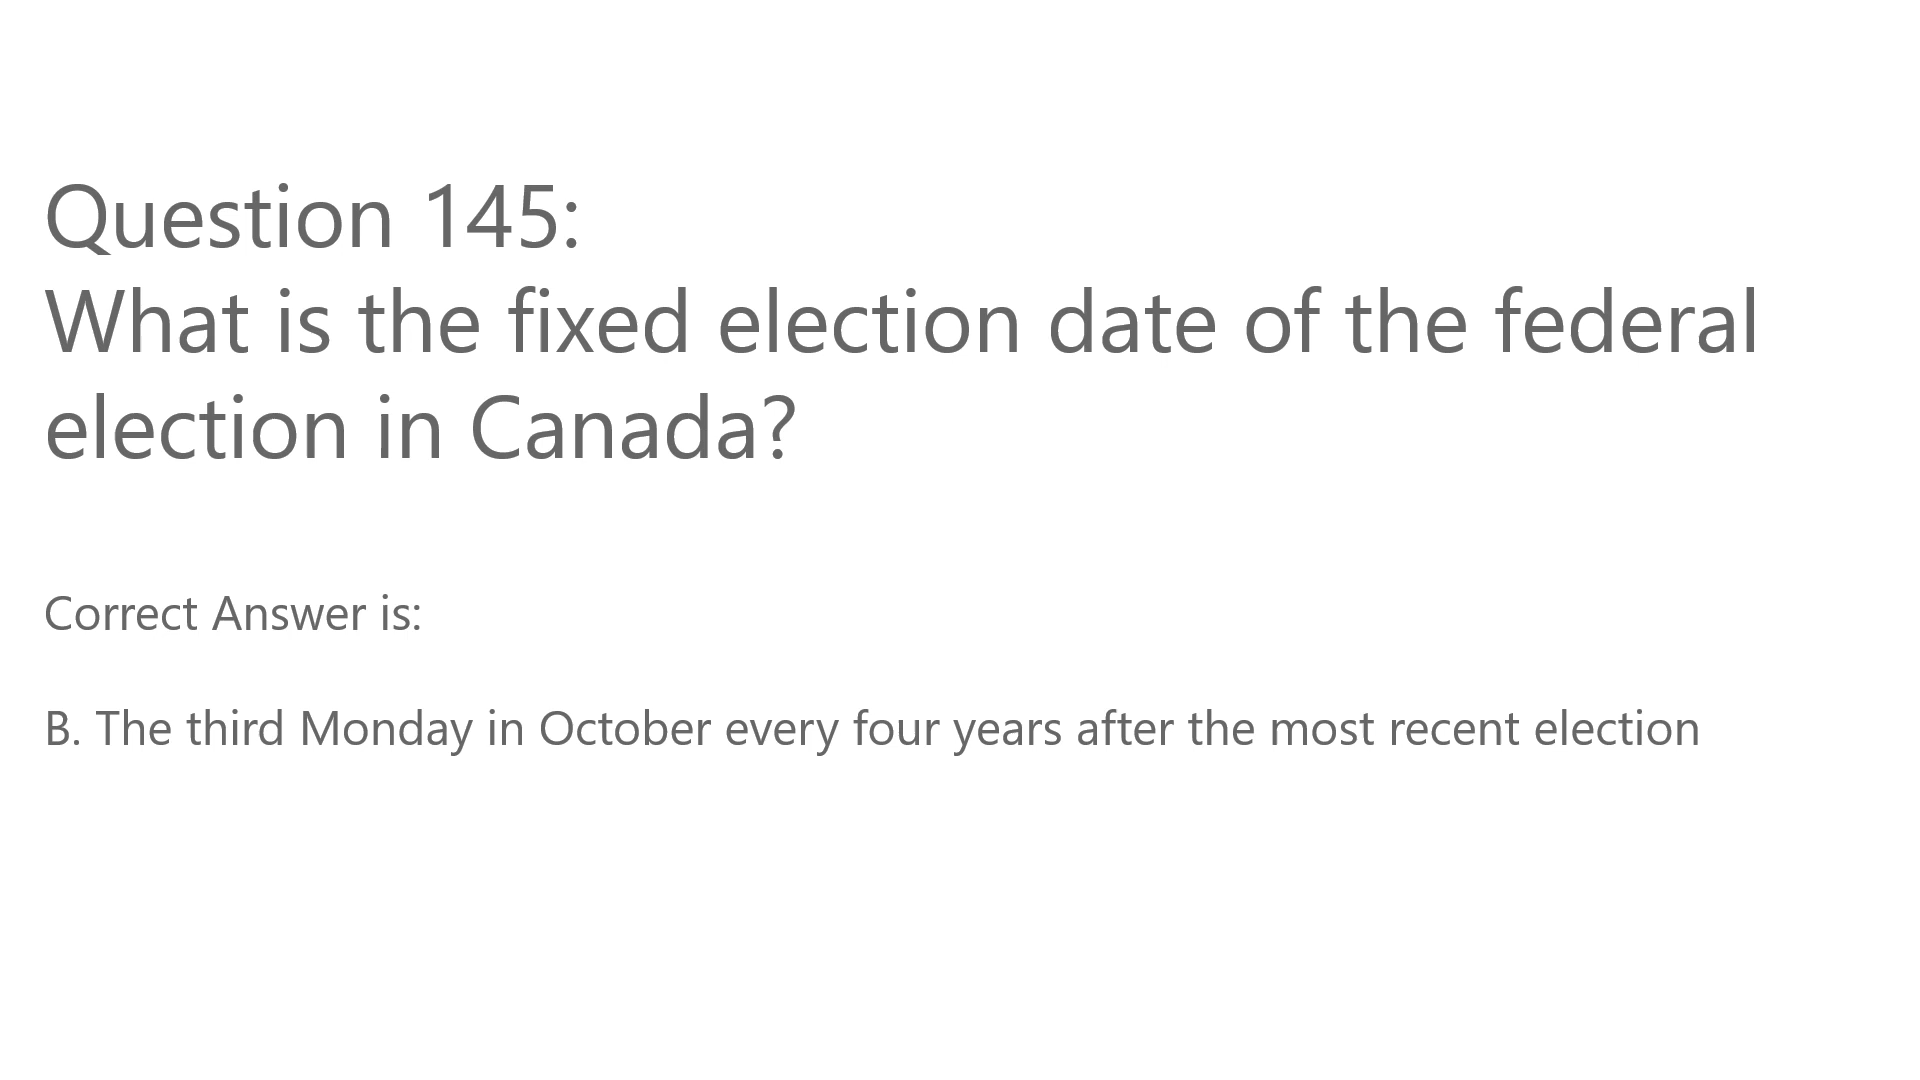 Question 145:
What is the fixed election date of the federal
election in Canada?
Correct Answer is:
B. The third Monday in October every four years after the most recent election